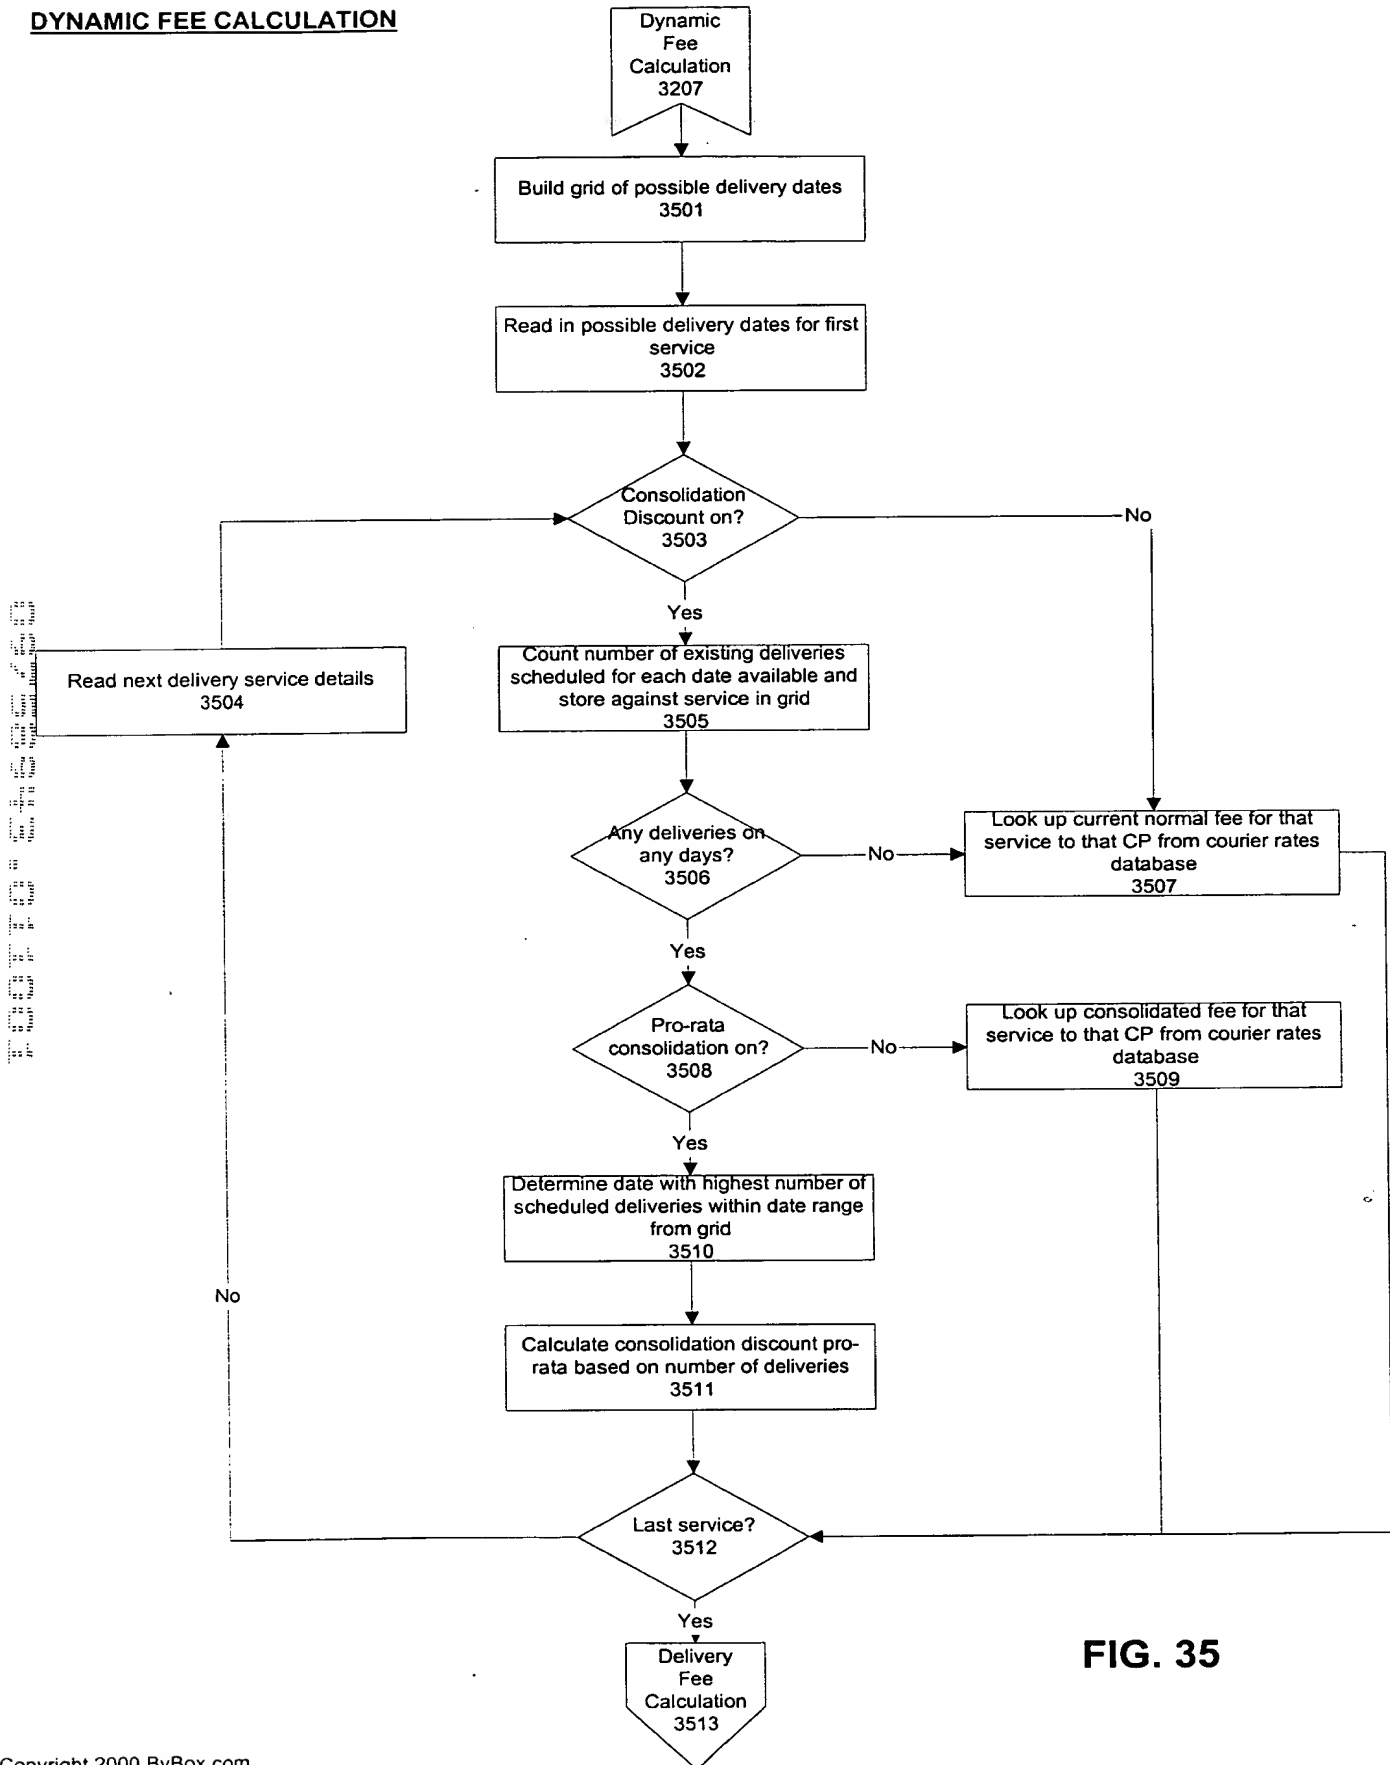 DYNAMIC FEE CALCULATION
Dynamic
Fee
Calculation
3207
Build grid of possible delivery dates
3501
Read in possible delivery dates for first
service
3502
Consolidation
Discount on?
3503
No
Yes
Read next delivery service details
3504
Count number of existing deliveries
scheduled for each date available and
store against service in grid
3505
Any deliveries on
any days?
3506
No
Look up current normal fee for that
service to that CP from courier rates
database
3507
Yes
Pro-rata
consolidation on?
3508
No
Look up consolidated fee for that
service to that CP from courier rates
database
3509
Yes
Determine date with highest number of
scheduled deliveries within date range
from grid
3510
No
Calculate consolidation discount pro-
rata based on number of deliveries
3511
Last service?
3512
Yes
Delivery
Fee
Calculation
3513
FIG. 35
Copyright 2000 ByBox.com